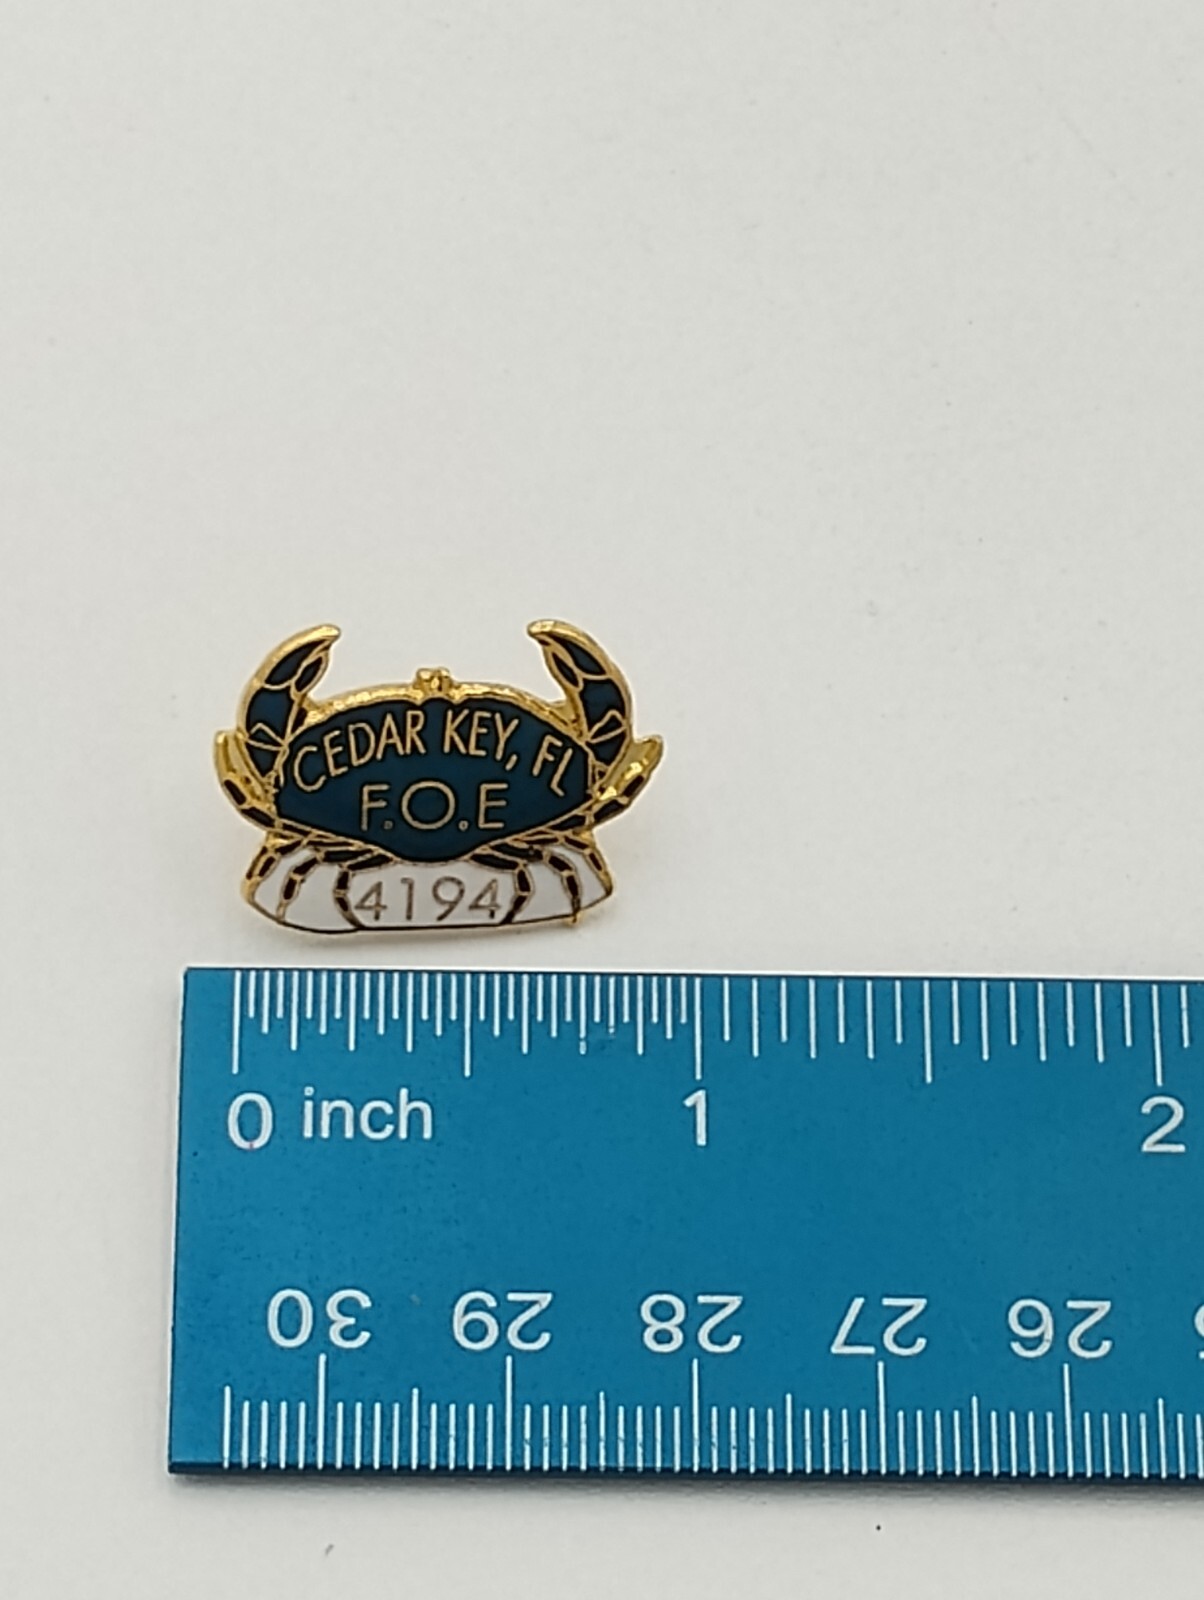 CEDAR KEY, FL
F.O.E
4194
0 inch 1 2
30 29 28 27 26